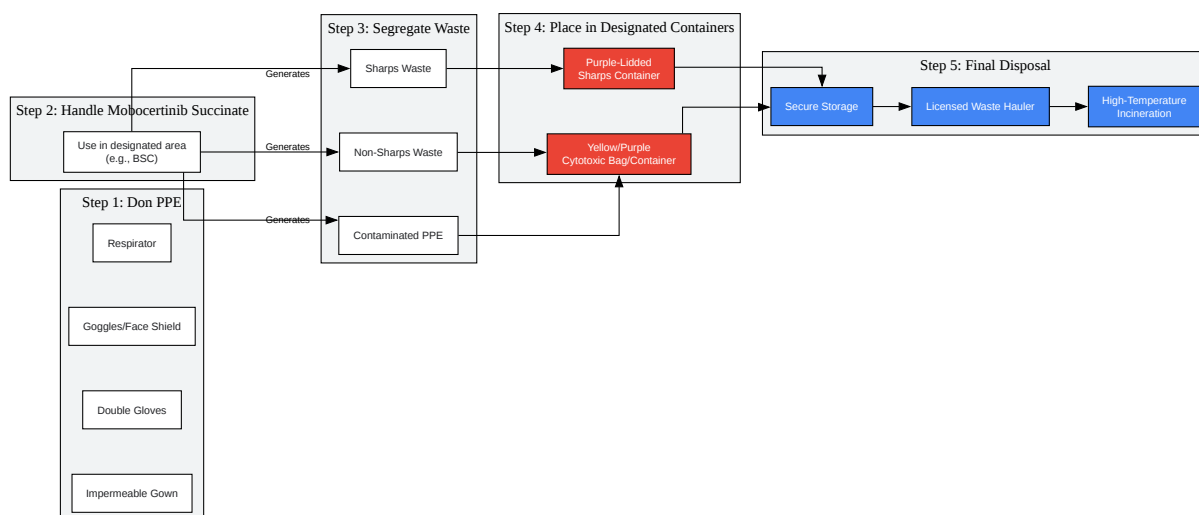 Step 3: Segregate Waste
Sharps Waste
Non-Sharps Waste
Contaminated PPE
Step 4: Place in Designated Containers
Purple-Lidded
Sharps Container
Yellow/Purple
Cytotoxic Bag/Container
Step 5: Final Disposal
Secure Storage
Licensed Waste Hauler
High-Temperature
Incineration
Step 2: Handle Mobocertinib Succinate
Use in designated area
(e.g., BSC)
Generates
Generates
Generates
Step 1: Don PPE
Respirator
Goggles/Face Shield
Double Gloves
Impermeable Gown